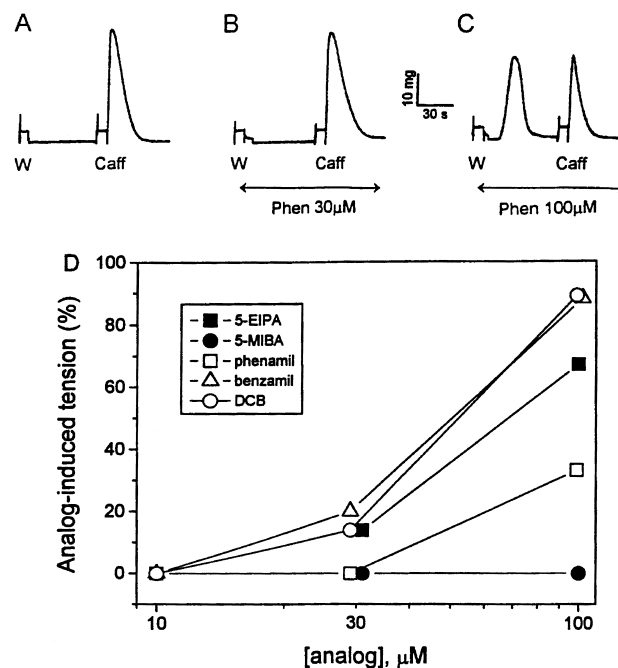 A B C
10 mg
30 s
W Caff W Caff W Caff
Phen 30µM Phen 100µM
D
Analog-induced tension (%)
100
80
60
40
20
0
5-EIPA
5-MIBA
phenamil
benzamil
DCB
10 30 100
[analog], µM